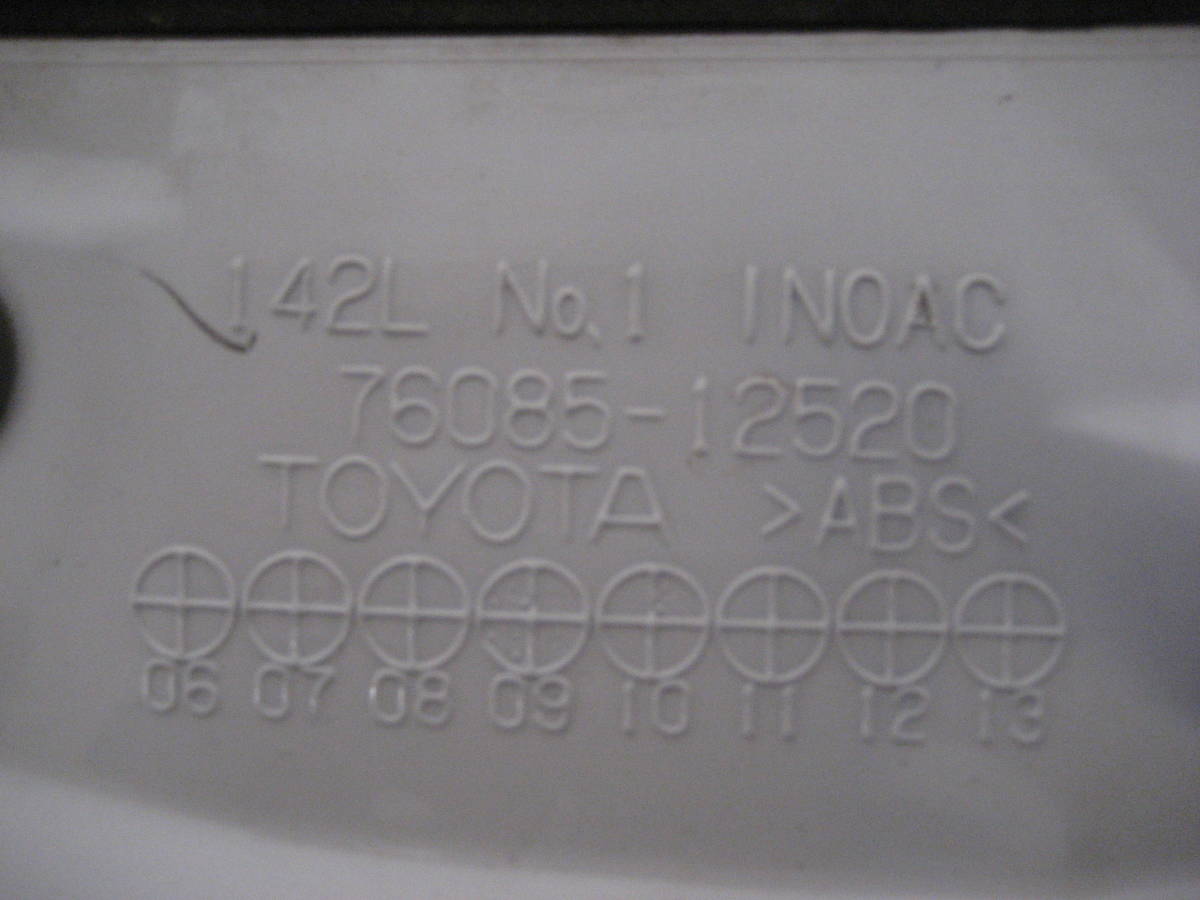 142L No.1 INOAC
76085-12520
TOYOTA >ABS<
06 07 08 09 10 11 12 13